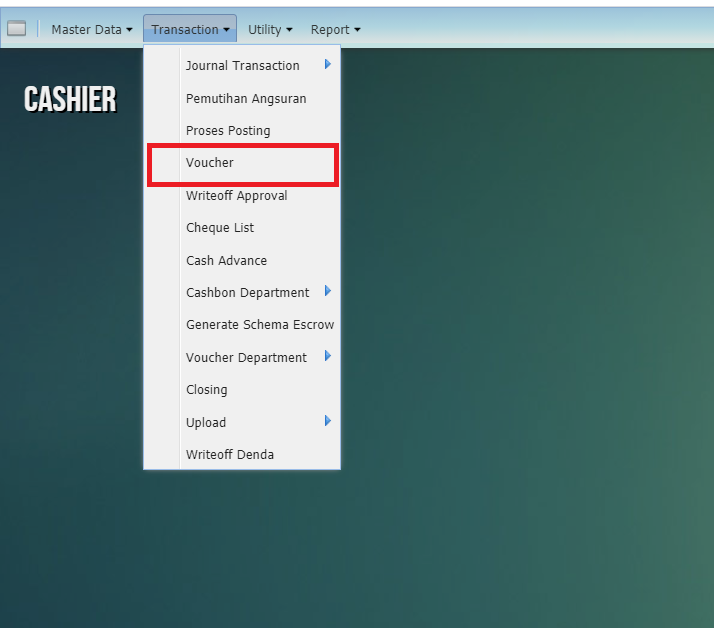 Master Data Transaction Utility Report
CASHIER
Journal Transaction
Pemutihan Angsuran
Proses Posting
Voucher
Writeoff Approval
Cheque List
Cash Advance
Cashbon Department
Generate Schema Escrow
Voucher Department
Closing
Upload
Writeoff Denda